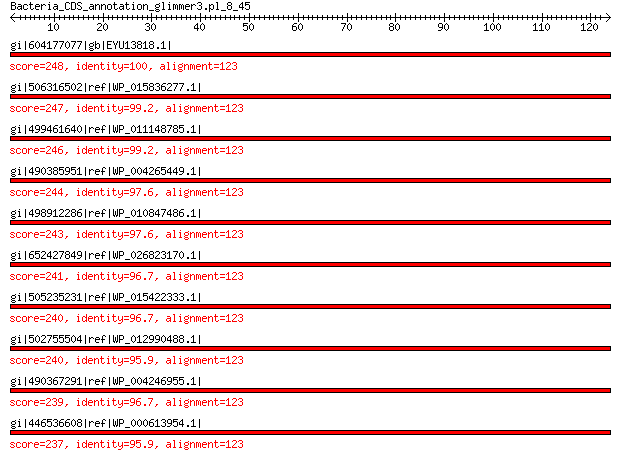 Bacteria_CDS_annotation_glimmer3.pl_8_45
10 20 30 40 50 60 70 80 90 100 110 120
gi|604177077|gb|EYU13818.1|
score=248, identity=100, alignment=123
gi|506316502|ref|WP_015836277.1|
score=247, identity=99.2, alignment=123
gi|499461640|ref|WP_011148785.1|
score=246, identity=99.2, alignment=123
gi|490385951|ref|WP_004265449.1|
score=244, identity=97.6, alignment=123
gi|498912286|ref|WP_010847486.1|
score=243, identity=97.6, alignment=123
gi|652427849|ref|WP_026823170.1|
score=241, identity=96.7, alignment=123
gi|505235231|ref|WP_015422333.1|
score=240, identity=96.7, alignment=123
gi|502755504|ref|WP_012990488.1|
score=240, identity=95.9, alignment=123
gi|490367291|ref|WP_004246955.1|
score=239, identity=96.7, alignment=123
gi|446536608|ref|WP_000613954.1|
score=237, identity=95.9, alignment=123